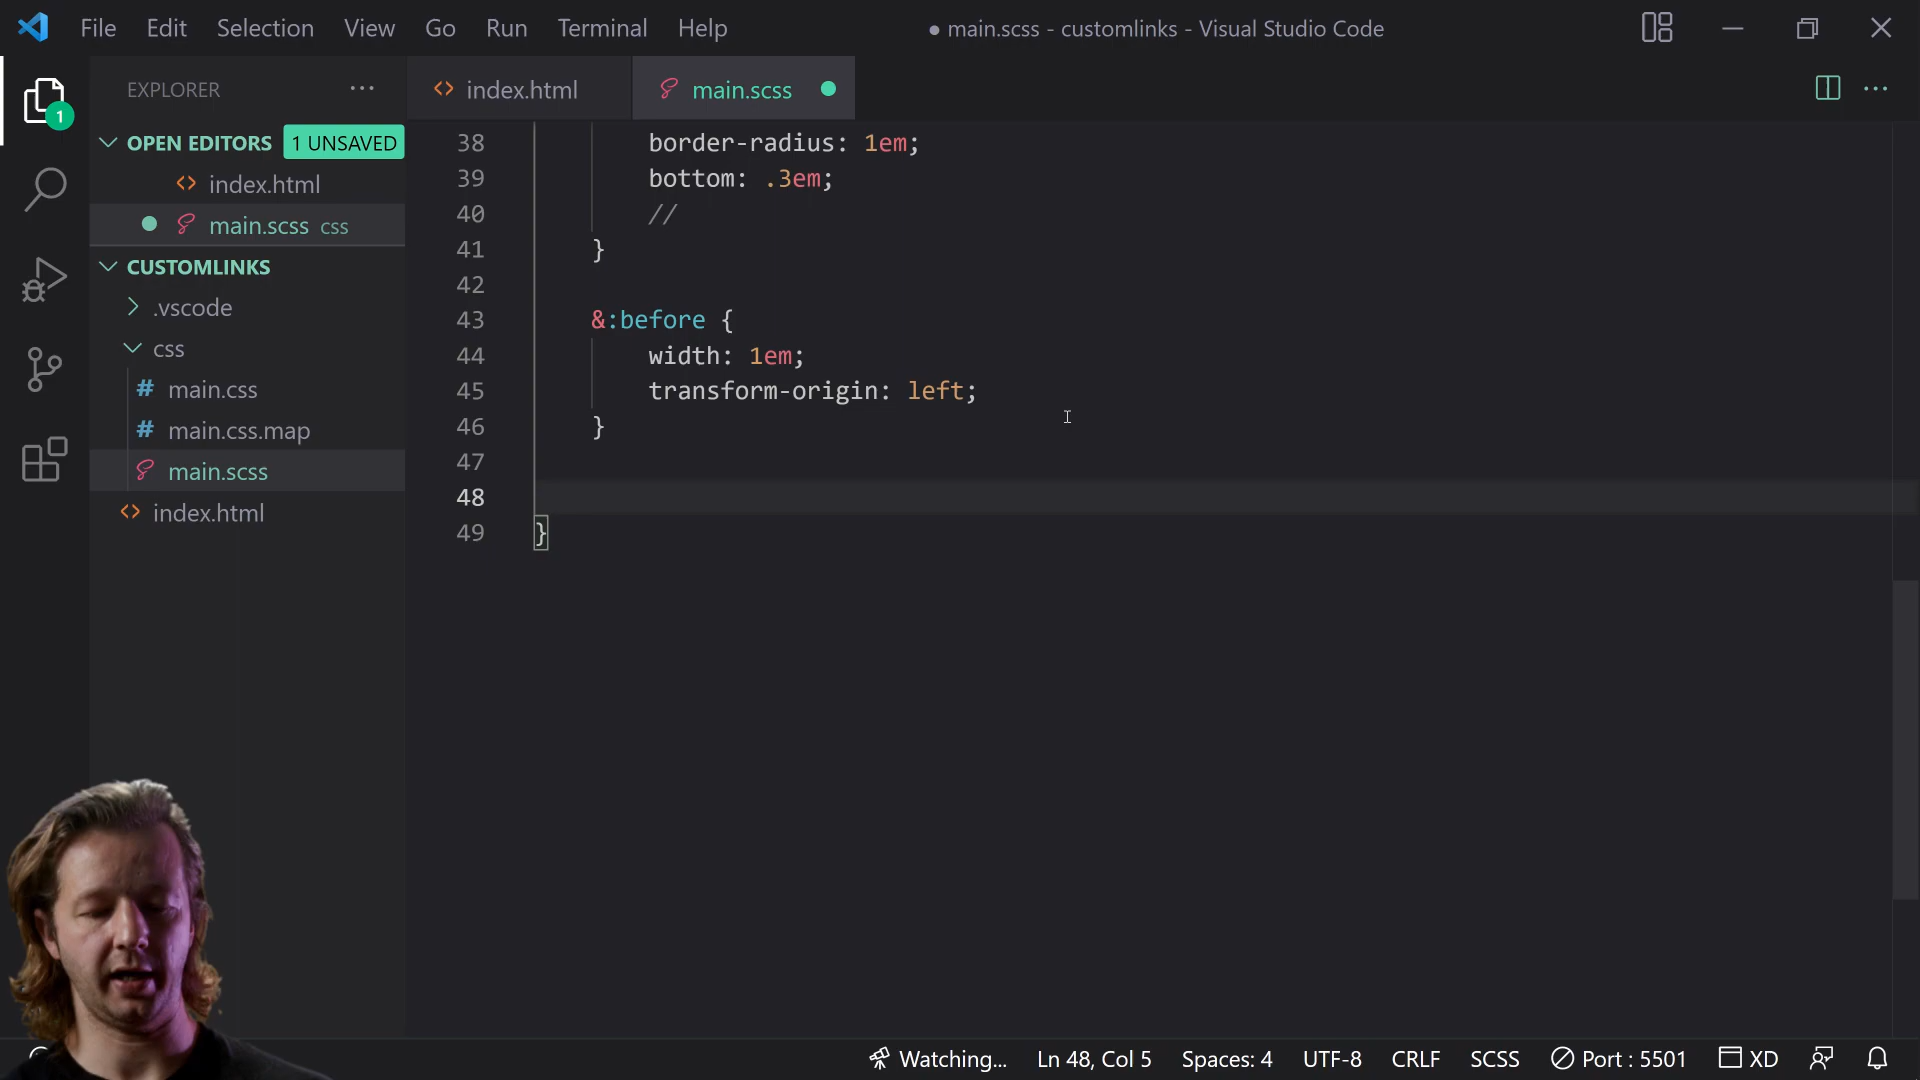 File Edit Selection View Go Run Terminal Help
● main.scss - customlinks - Visual Studio Code
EXPLORER ···
<> index.html
main.scss
1
OPEN EDITORS 1 UNSAVED
<> index.html
main.scss css
CUSTOMLINKS
.vscode
css
# main.css
# main.css.map
main.scss
<> index.html
38 border-radius: 1em;
39 bottom: .3em;
40 //
41 }
42
43 &:before {
44 width: 1em;
45 transform-origin: left;
46 }
47
48
49 }
Watching... Ln 48, Col 5 Spaces: 4 UTF-8 CRLF SCSS Port : 5501 XD